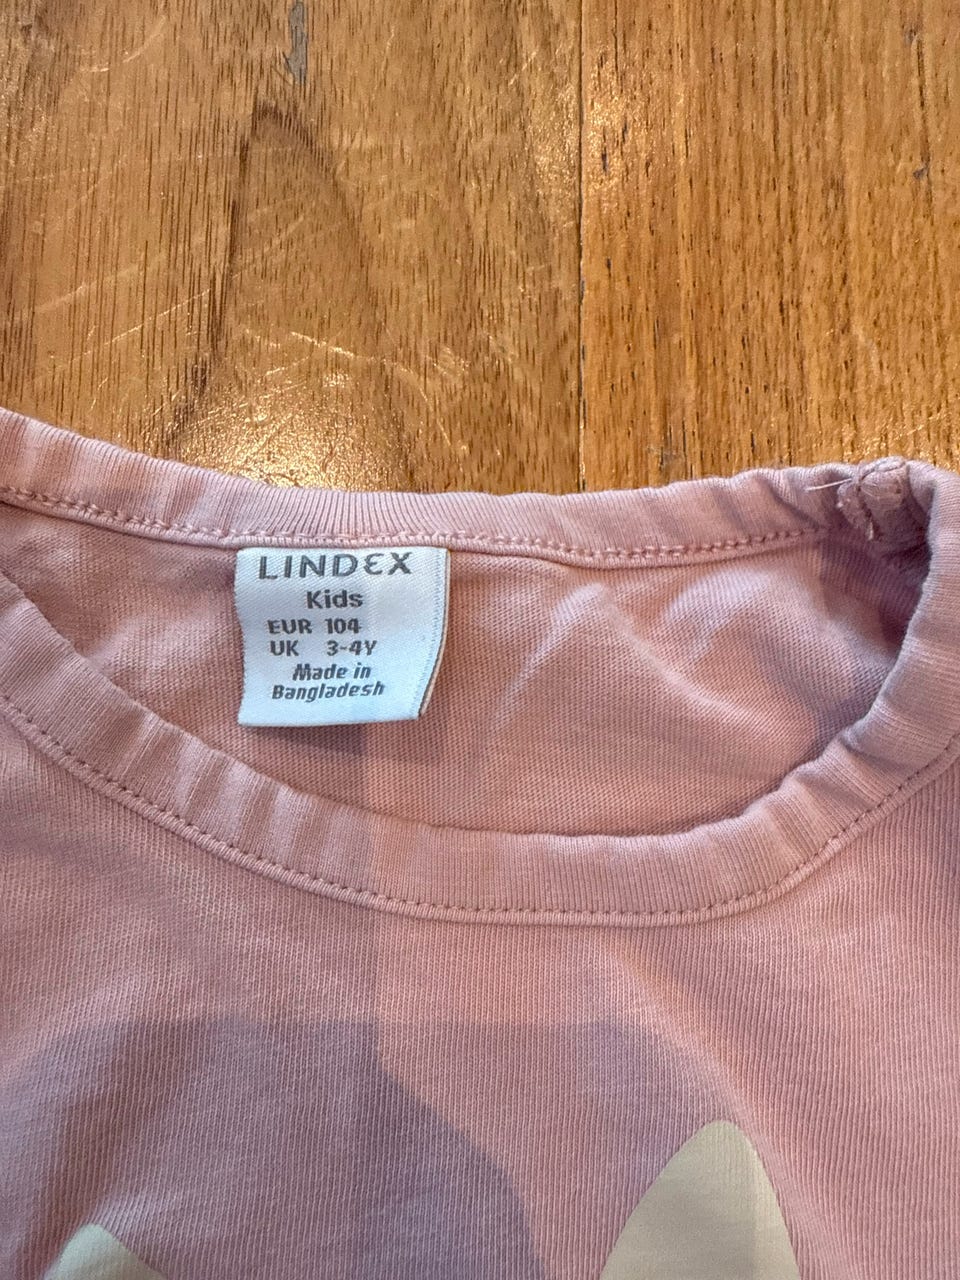 LINDEX
Kids
EUR 104
UK 3-4Y
Made in
Bangladesh